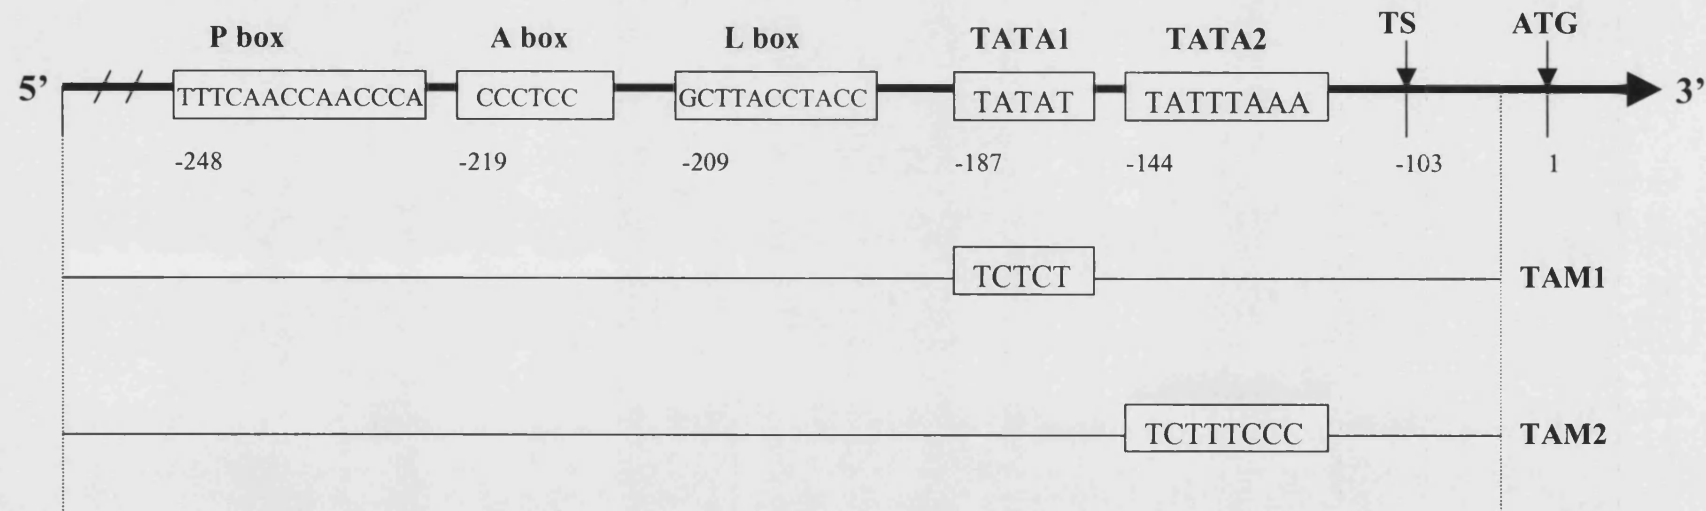 P box A box L box TATA1 TATA2 TS ATG
5' TTTCAACCAACCCA CCCTCC GCTTACCTACC TATAT TATTTAAA 3'
-248 -219 -209 -187 -144 -103 1
TCTCT TAM1
TCTTTCCC TAM2